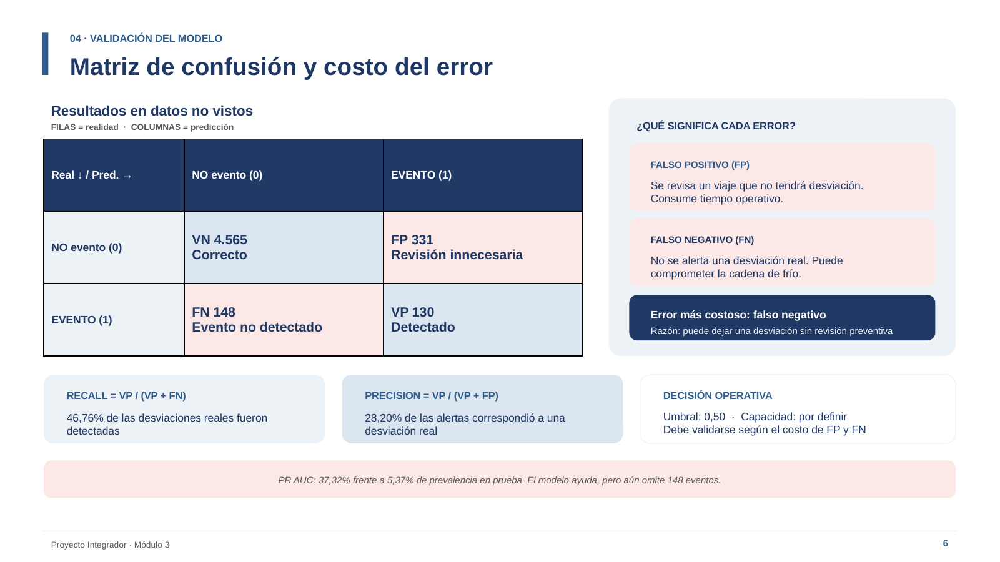 04 · VALIDACIÓN DEL MODELO
Matriz de confusión y costo del error
Resultados en datos no vistos
FILAS = realidad · COLUMNAS = predicción
Real ↓ / Pred. →
NO evento (0)
EVENTO (1)
NO evento (0)
VN 4.565
Correcto
FP 331
Revisión innecesaria
EVENTO (1)
FN 148
Evento no detectado
VP 130
Detectado
¿QUÉ SIGNIFICA CADA ERROR?
FALSO POSITIVO (FP)
Se revisa un viaje que no tendrá desviación.
Consume tiempo operativo.
FALSO NEGATIVO (FN)
No se alerta una desviación real. Puede
comprometer la cadena de frío.
Error más costoso: falso negativo
Razón: puede dejar una desviación sin revisión preventiva
RECALL = VP / (VP + FN)
46,76% de las desviaciones reales fueron
detectadas
PRECISION = VP / (VP + FP)
28,20% de las alertas correspondió a una
desviación real
DECISIÓN OPERATIVA
Umbral: 0,50 · Capacidad: por definir
Debe validarse según el costo de FP y FN
PR AUC: 37,32% frente a 5,37% de prevalencia en prueba. El modelo ayuda, pero aún omite 148 eventos.
Proyecto Integrador · Módulo 3
6